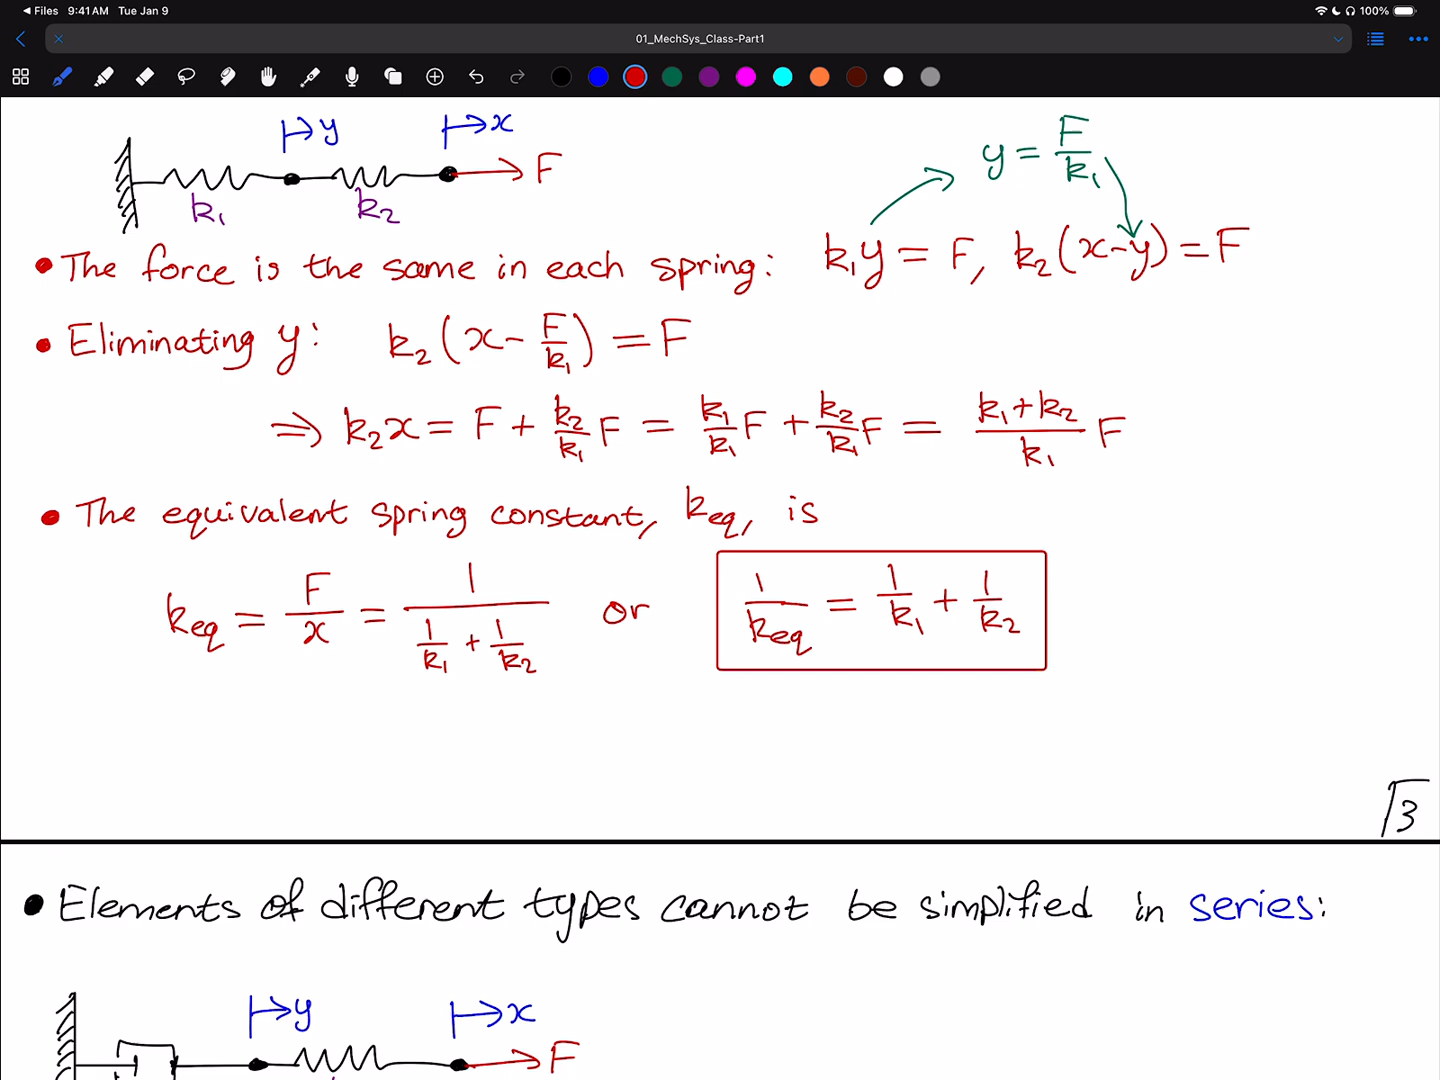 Files 9:41 AM Tue Jan 9 100%
01_MechSys_Class-Part1
y x
F
k₁ k₂
y = F/k₁
• The force is the same in each spring: k₁y = F, k₂(x-y) = F
• Eliminating y: k₂(x - F/k₁) = F
⇒ k₂x = F + k₂/k₁ F = k₁/k₁ F + k₂/k₁ F = (k₁+k₂)/k₁ F
• The equivalent spring constant, keq, is
keq = F/x = 1/(1/k₁ + 1/k₂) or 1/keq = 1/k₁ + 1/k₂
3
• Elements of different types cannot be simplified in series:
y x
F